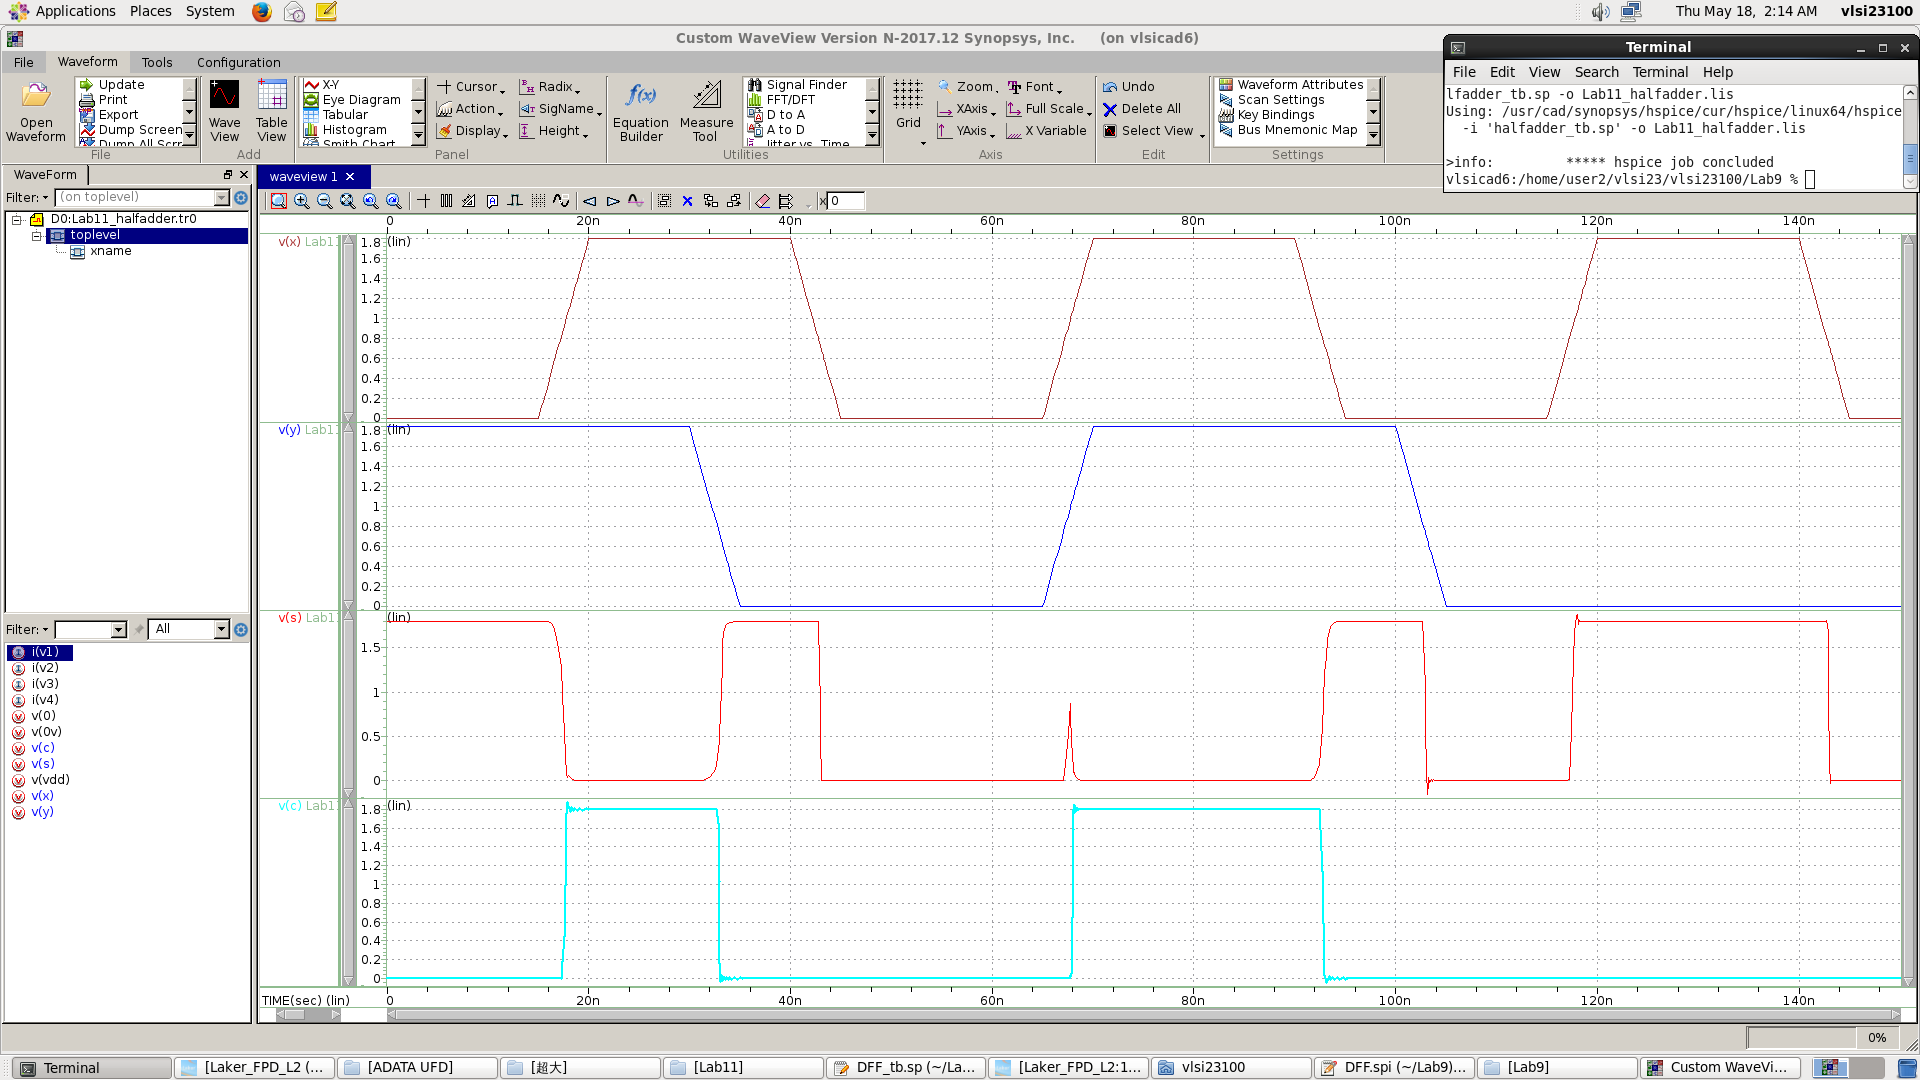 Applications Places System
Thu May 18, 2:14 AM vlsi23100
Custom WaveView Version N-2017.12 Synopsys, Inc. (on vlsicad6)
File Waveform Tools Configuration
Open
Waveform
Update
Print
Export
Dump Screen
File
Wave
View
Table
View
Add
X-Y
Eye Diagram
Tabular
Histogram
Smith Chart
Cursor
Action
Display
Radix
SigName
Height
Panel
Equation
Builder
Measure
Tool
Signal Finder
FFT/DFT
D to A
A to D
Jitter vs. Time
Utilities
Grid
Zoom
XAxis
YAxis
Font
Full Scale
X Variable
Axis
Undo
Delete All
Select View
Edit
Waveform Attributes
Scan Settings
Key Bindings
Bus Mnemonic Map
Settings
Terminal
File Edit View Search Terminal Help
lfadder_tb.sp -o Lab11_halfadder.lis
Using: /usr/cad/synopsys/hspice/cur/hspice/linux64/hspice
-i 'halfadder_tb.sp' -o Lab11_halfadder.lis
>info: ***** hspice job concluded
vlsicad6:/home/user2/vlsi23/vlsi23100/Lab9 %
WaveForm
Filter: (on toplevel)
D0:Lab11_halfadder.tr0
toplevel
xname
Filter: All
i(v1)
i(v2)
i(v3)
i(v4)
v(0)
v(0v)
v(c)
v(s)
v(vdd)
v(x)
v(y)
waveview 1
x 0
0 20n 40n 60n 80n 100n 120n 140n
v(x) Lab11
(lin)
1.8
1.6
1.4
1.2
1
0.8
0.6
0.4
0.2
0
v(y) Lab11
(lin)
1.8
1.6
1.4
1.2
1
0.8
0.6
0.4
0.2
0
v(s) Lab11
(lin)
1.5
1
0.5
0
v(c) Lab11
(lin)
1.8
1.6
1.4
1.2
1
0.8
0.6
0.4
0.2
0
TIME(sec) (lin) 0 20n 40n 60n 80n 100n 120n 140n
0%
Terminal [Laker_FPD_L2 (... [ADATA UFD] [超大] [Lab11] DFF_tb.sp (~/La... [Laker_FPD_L2:1... vlsi23100 DFF.spi (~/Lab9)... [Lab9] Custom WaveVi...